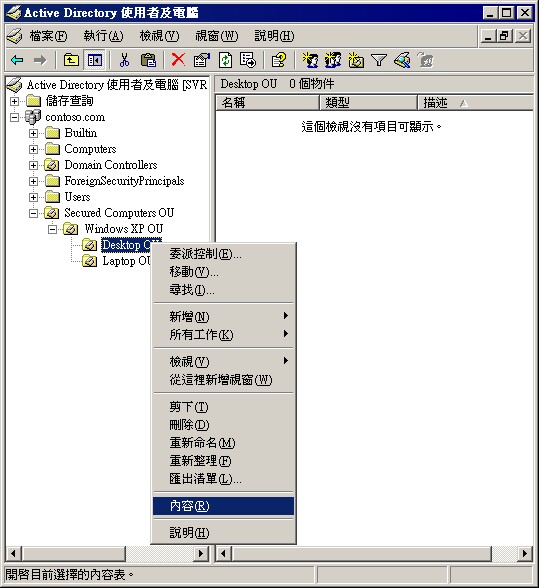 Active Directory 使用者及電腦
檔案(F) 執行(A) 檢視(V) 視窗(W) 說明(H)
Active Directory 使用者及電腦 [SVR
儲存查詢
contoso.com
Builtin
Computers
Domain Controllers
ForeignSecurityPrincipals
Users
Secured Computers OU
Windows XP OU
Desktop
Laptop OU
Desktop OU 0 個物件
名稱 類型 描述
這個檢視沒有項目可顯示。
委派控制(E)...
移動(V)...
尋找(I)...
新增(N)
所有工作(K)
檢視(V)
從這裡新增視窗(W)
剪下(T)
刪除(D)
重新命名(M)
重新整理(F)
匯出清單(L)...
內容(R)
說明(H)
開啓目前選擇的內容表。